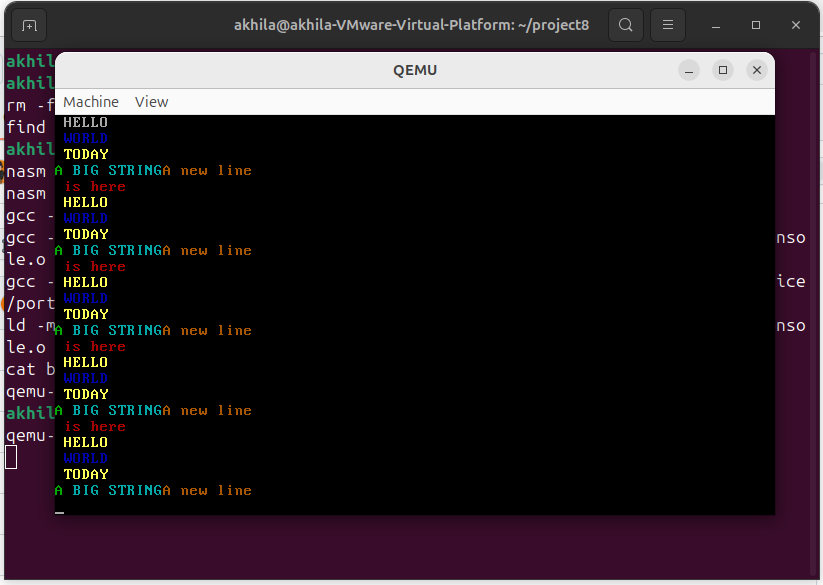 akhila@akhila-VMware-Virtual-Platform: ~/project8
akhil
akhil
rm -f
find
akhil
nasm
nasm
gcc -
gcc - nso
le.o
gcc - ice
/port
ld -m nso
le.o
cat b
qemu-
akhil
qemu-
QEMU
Machine View
HELLO
WORLD
TODAY
A BIG STRINGA new line
is here
HELLO
WORLD
TODAY
A BIG STRINGA new line
is here
HELLO
WORLD
TODAY
A BIG STRINGA new line
is here
HELLO
WORLD
TODAY
A BIG STRINGA new line
is here
HELLO
WORLD
TODAY
A BIG STRINGA new line